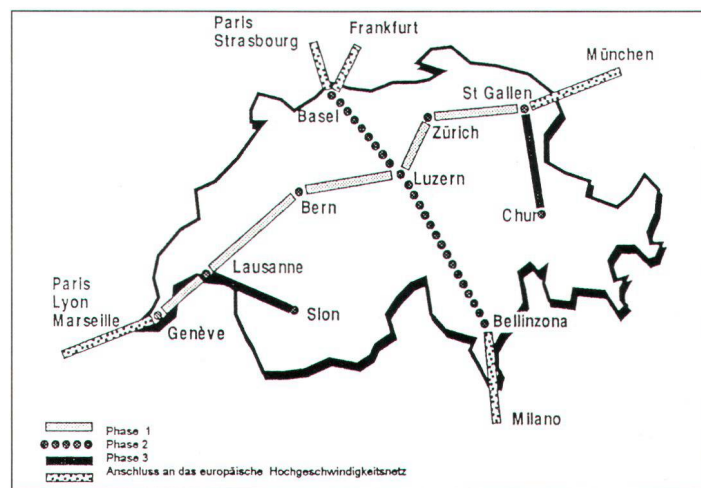 Paris
Strasbourg
Frankfurt
München
St Gallen
Basel
Zürich
Luzern
Bern
Chur
Lausanne
Paris
Lyon
Marseille
Genève
Sion
Bellinzona
Milano
Phase 1
Phase 2
Phase 3
Anschluss an das europäische Hochgeschwindigkeitsnetz